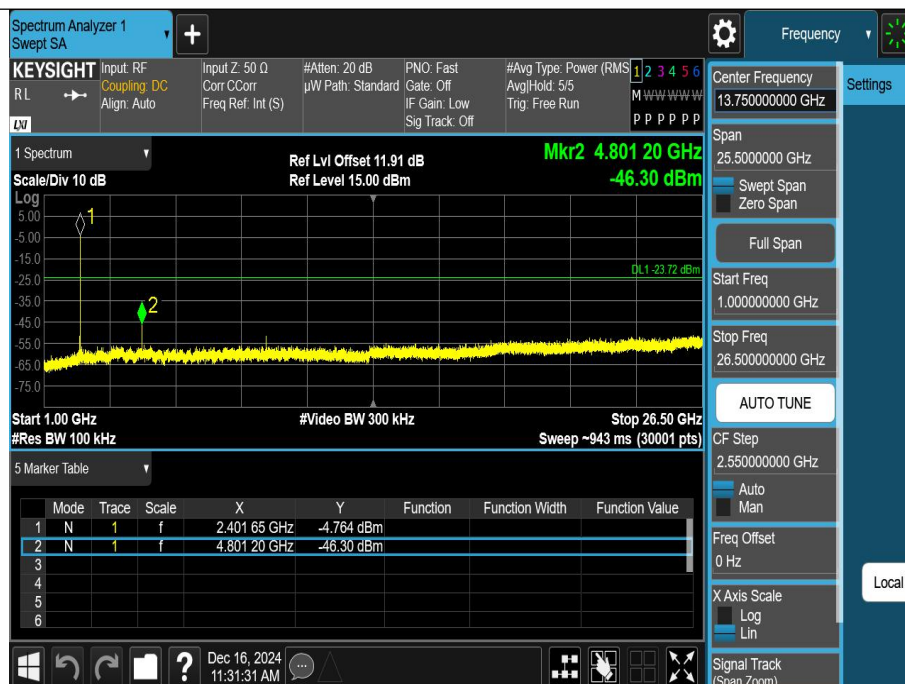 Spectrum Analyzer 1
Swept SA
Frequency
KEYSIGHT
RL
LXI
Input: RF
Coupling: DC
Align: Auto
Input Z: 50 Ω
Corr CCorr
Freq Ref: Int (S)
#Atten: 20 dB
µW Path: Standard
PNO: Fast
Gate: Off
IF Gain: Low
Sig Track: Off
#Avg Type: Power (RMS
Avg|Hold: 5/5
Trig: Free Run
1 2 3 4 5 6
M W W W W W
P P P P P P
1 Spectrum
Scale/Div 10 dB
Ref Lvl Offset 11.91 dB
Ref Level 15.00 dBm
Mkr2 4.801 20 GHz
-46.30 dBm
Log
5.00
-5.00
-15.0
-25.0
-35.0
-45.0
-55.0
-65.0
-75.0
1
2
DL1 -23.72 dBm
Start 1.00 GHz
#Video BW 300 kHz
Stop 26.50 GHz
#Res BW 100 kHz
Sweep ~943 ms (30001 pts)
5 Marker Table
Mode Trace Scale X Y Function Function Width Function Value
1 N 1 f 2.401 65 GHz -4.764 dBm
2 N 1 f 4.801 20 GHz -46.30 dBm
3
4
5
6
Dec 16, 2024
11:31:31 AM
Center Frequency
13.750000000 GHz
Settings
Span
25.5000000 GHz
Swept Span
Zero Span
Full Span
Start Freq
1.000000000 GHz
Stop Freq
26.500000000 GHz
AUTO TUNE
CF Step
2.550000000 GHz
Auto
Man
Freq Offset
0 Hz
Local
X Axis Scale
Log
Lin
Signal Track
(Span Zoom)